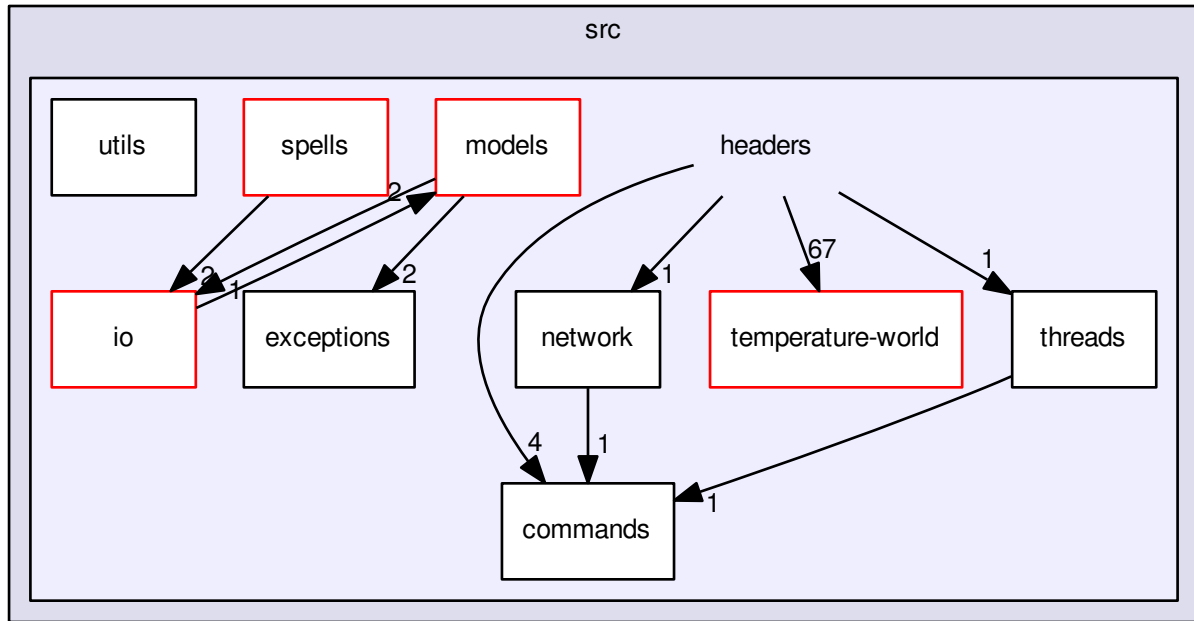 src
utils
spells
models
headers
2
67
1
2
1
2
1
io
exceptions
network
temperature-world
threads
4
1
1
commands